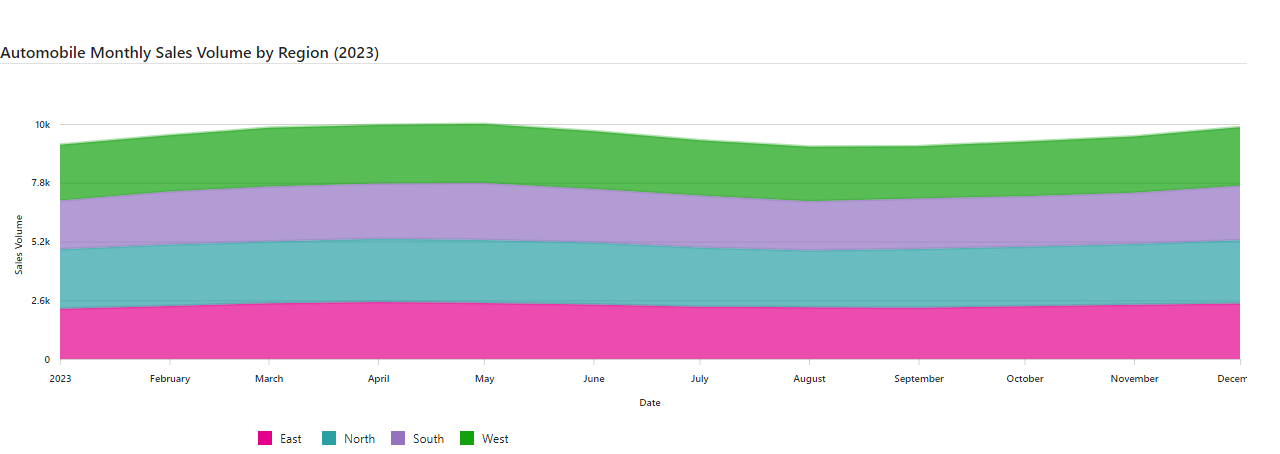 Automobile Monthly Sales Volume by Region (2023)
10k
7.8k
5.2k
2.6k
0
Sales Volume
2023 February March April May June July August September October November Decem
Date
East North South West